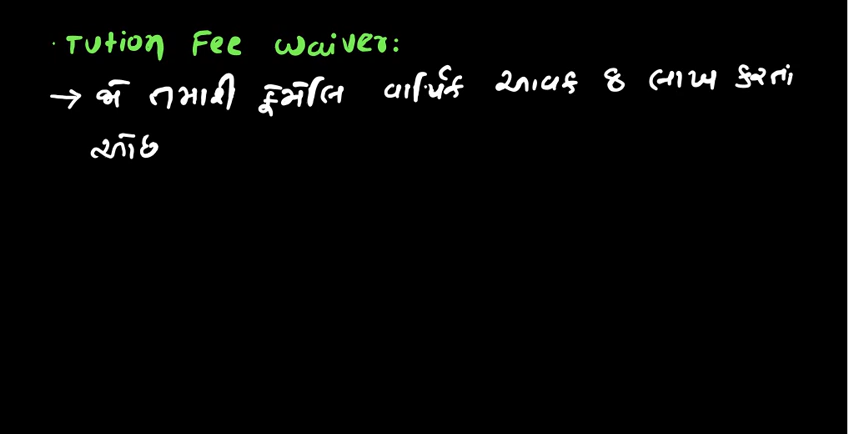 Tution Fee Waiver:
→ જો તમારી ફેમેલિ વાર્ષિક આવક 8 લાખ કરતાં
ઓછ